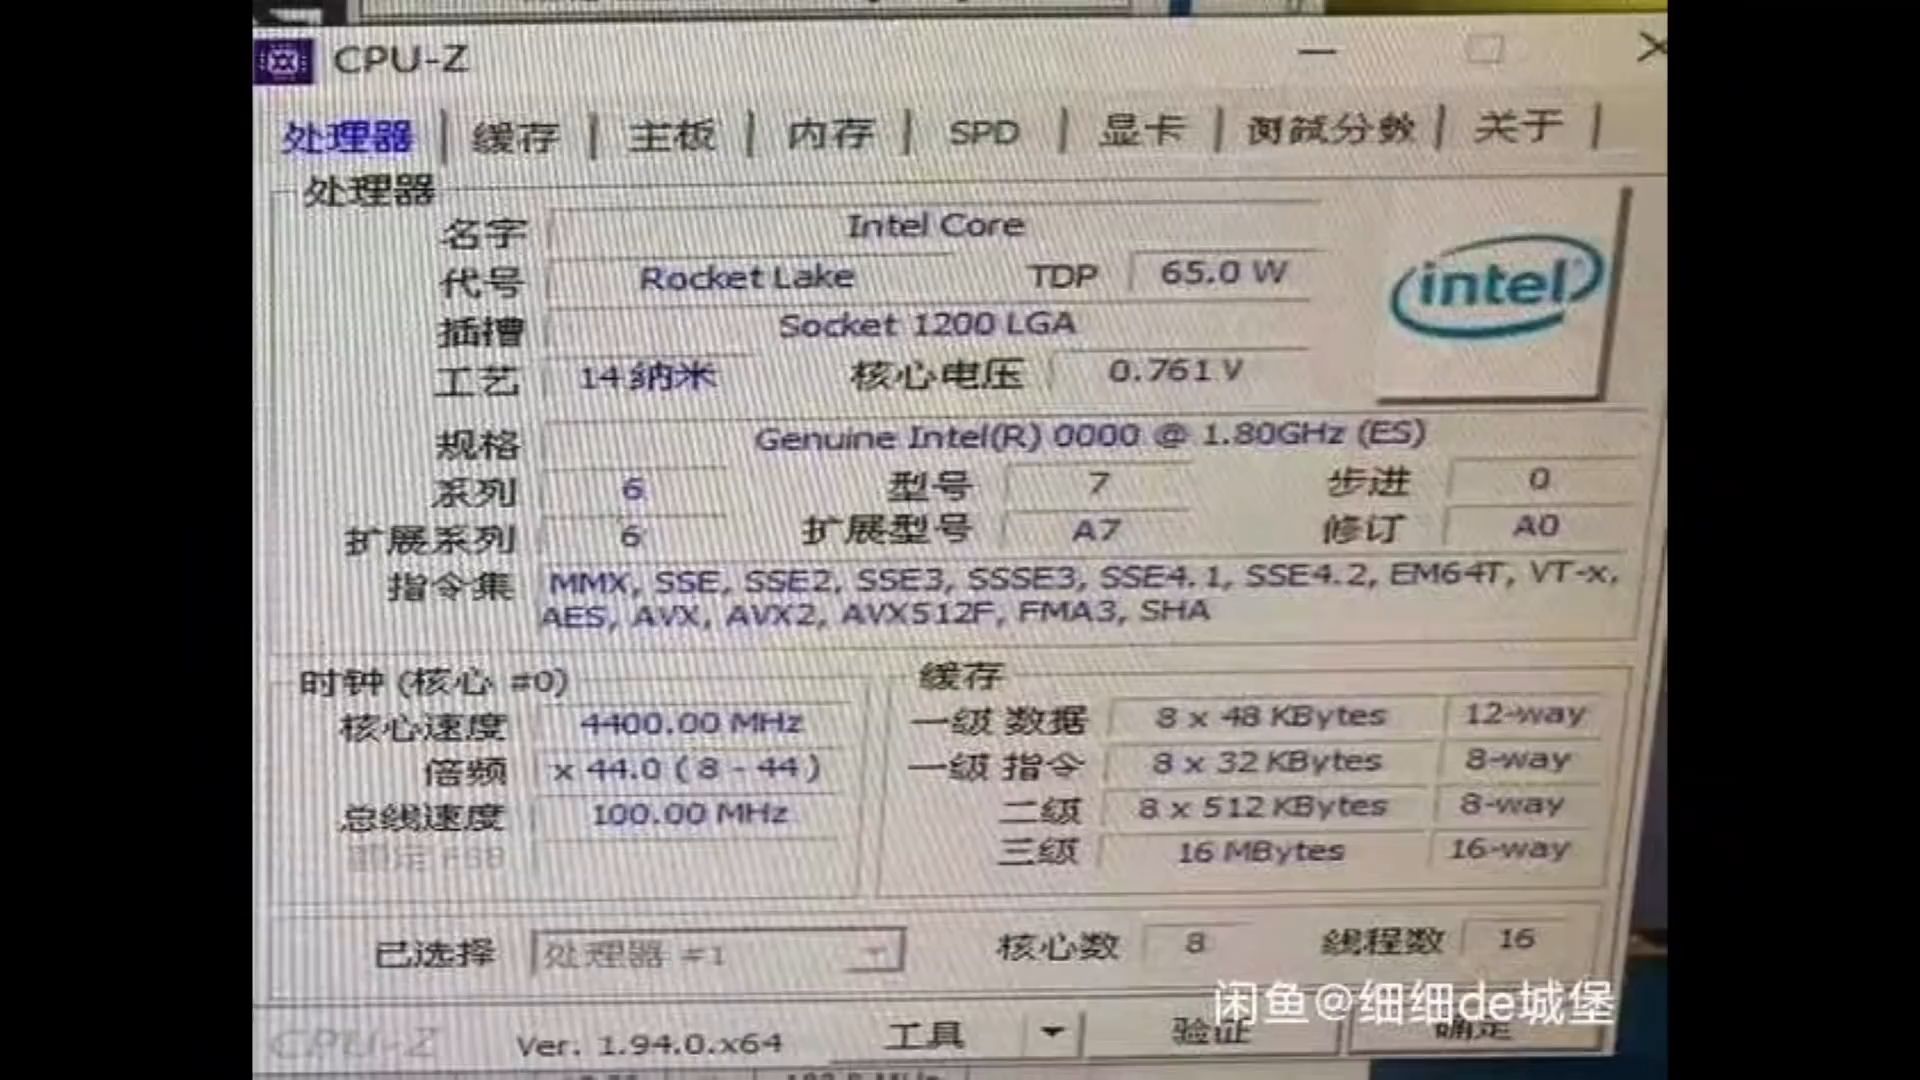 CPU-Z
处理器 缓存 主板 内存 SPD 显卡 测试分数 关于
处理器
名字 Intel Core
代号 Rocket Lake TDP 65.0 W
intel
插槽 Socket 1200 LGA
工艺 14 纳米 核心电压 0.761 V
规格 Genuine Intel(R) 0000 @ 1.80GHz (ES)
系列 6 型号 7 步进 0
扩展系列 6 扩展型号 A7 修订 A0
指令集 MMX, SSE, SSE2, SSE3, SSSE3, SSE4.1, SSE4.2, EM64T, VT-x,
AES, AVX, AVX2, AVX512F, FMA3, SHA
时钟 (核心 #0)
核心速度 4400.00 MHz
倍频 x 44.0 ( 8 - 44 )
总线速度 100.00 MHz
额定 FSB
缓存
一级 数据 8 x 48 KBytes 12-way
一级 指令 8 x 32 KBytes 8-way
二级 8 x 512 KBytes 8-way
三级 16 MBytes 16-way
已选择 处理器 #1 核心数 8 线程数 16
闲鱼@细细de城堡
CPU-Z Ver. 1.94.0.x64 工具 验证 确定